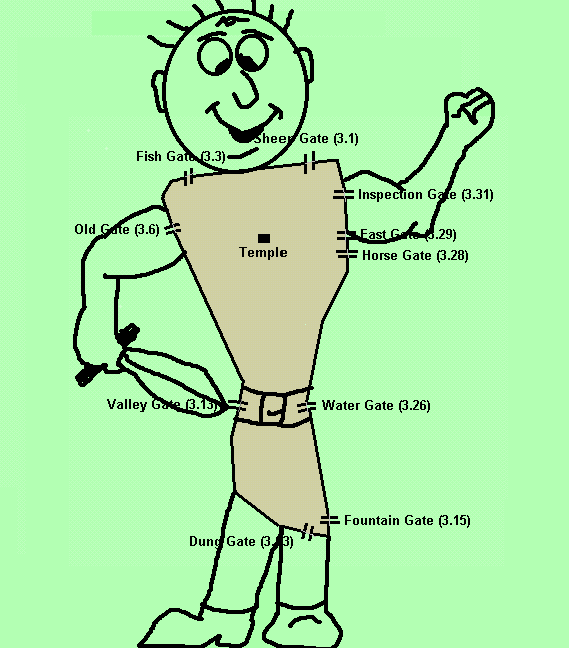 Sheep Gate (3.1)
Fish Gate (3.3)
Inspection Gate (3.31)
Old Gate (3.6)
East Gate (3.29)
Temple
Horse Gate (3.28)
Valley Gate (3.13)
Water Gate (3.26)
Fountain Gate (3.15)
Dung Gate (3.13)